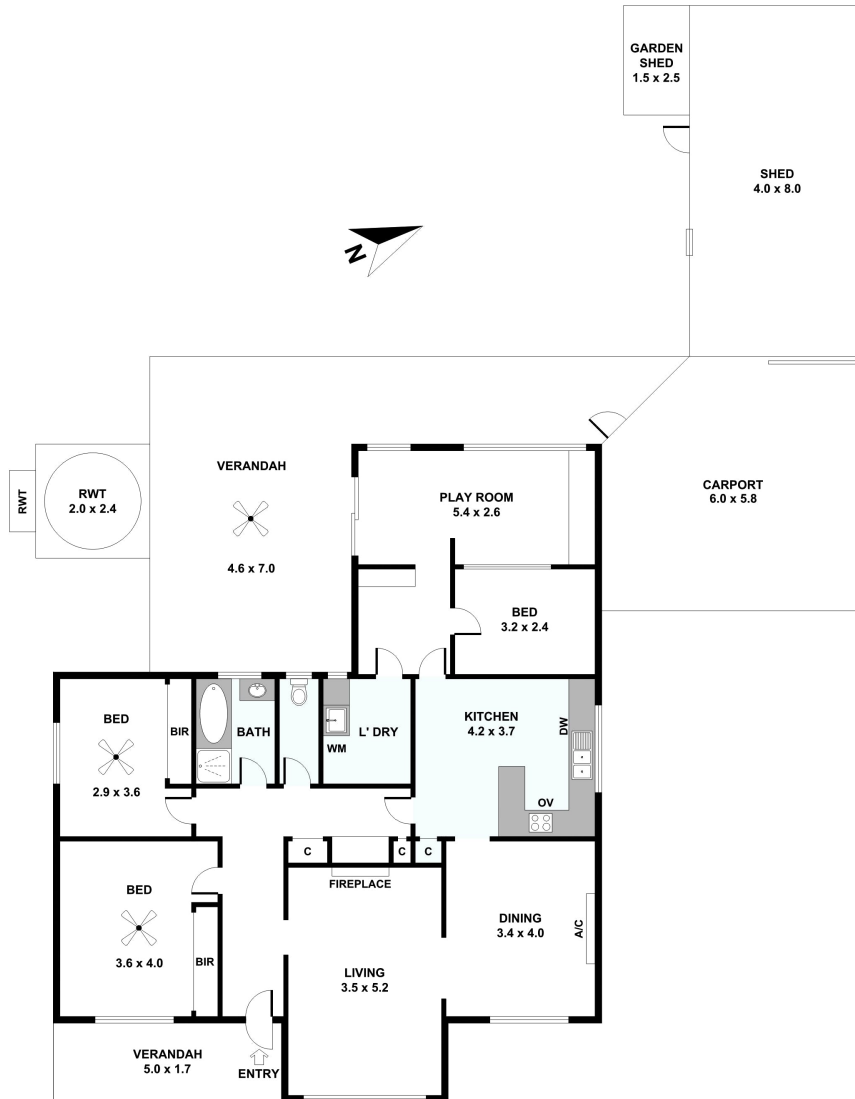 GARDEN
SHED
1.5 x 2.5
SHED
4.0 x 8.0
N
VERANDAH
4.6 x 7.0
RWT
RWT
2.0 x 2.4
PLAY ROOM
5.4 x 2.6
CARPORT
6.0 x 5.8
BED
3.2 x 2.4
BED
2.9 x 3.6
BIR
BATH
WM
L' DRY
KITCHEN
4.2 x 3.7
DW
OV
C
C
C
FIREPLACE
BED
3.6 x 4.0
BIR
LIVING
3.5 x 5.2
DINING
3.4 x 4.0
A/C
VERANDAH
5.0 x 1.7
ENTRY